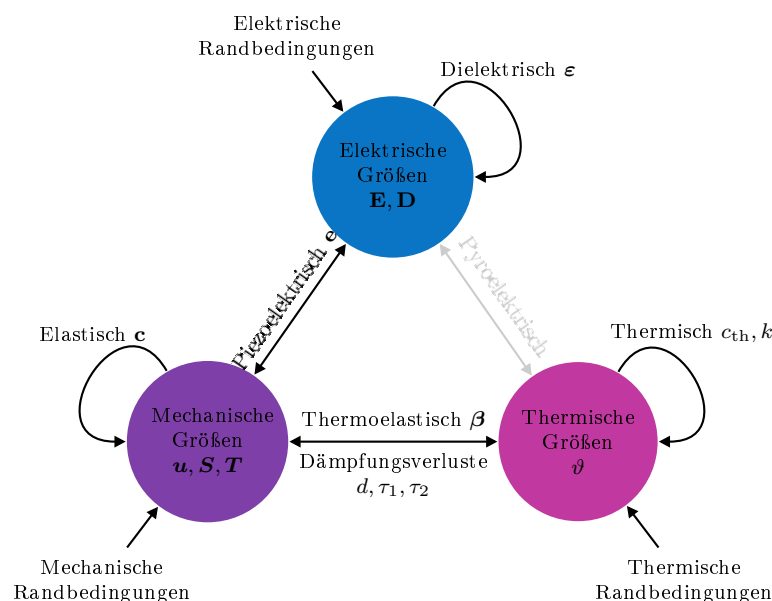 Elektrische
Randbedingungen
Dielektrisch ε
Elektrische
Größen
E, D
Piezoelektrisch e
Pyroelektrisch
Elastisch c
Thermisch c_th, k
Mechanische
Größen
u, S, T
Thermoelastisch β
Dämpfungsverluste
d, τ₁, τ₂
Thermische
Größen
ϑ
Mechanische
Randbedingungen
Thermische
Randbedingungen